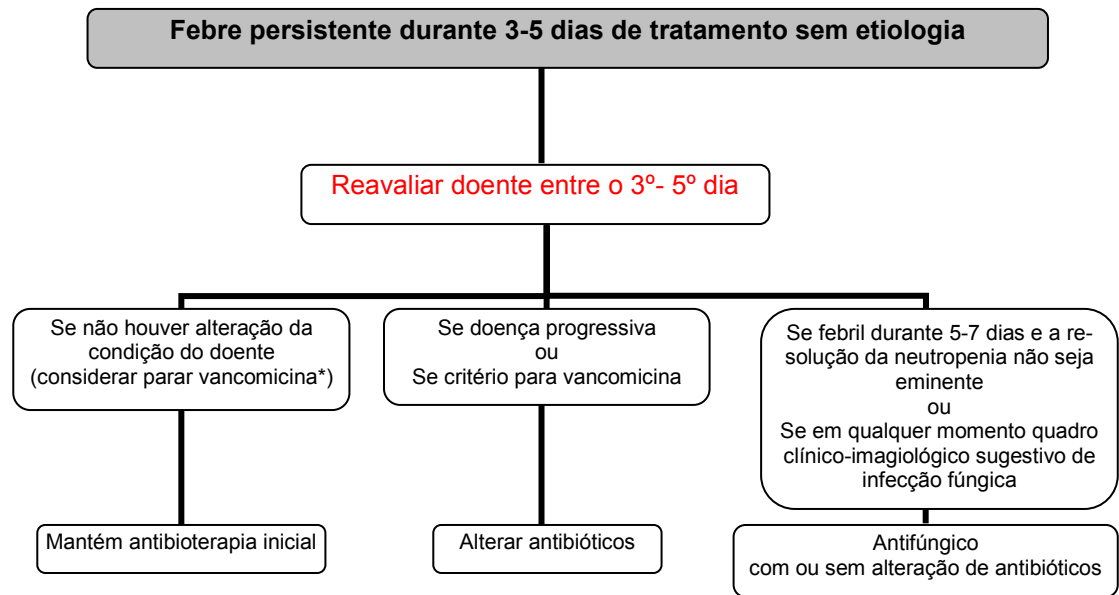 Febre persistente durante 3-5 dias de tratamento sem etiologia
Reavaliar doente entre o 3º- 5º dia
Se não houver alteração da
condição do doente
(considerar parar vancomicina*)
Se doença progressiva
ou
Se critério para vancomicina
Se febril durante 5-7 dias e a re-
solução da neutropenia não seja
eminente
ou
Se em qualquer momento quadro
clínico-imagiológico sugestivo de
infecção fúngica
Mantém antibioterapia inicial
Alterar antibióticos
Antifúngico
com ou sem alteração de antibióticos